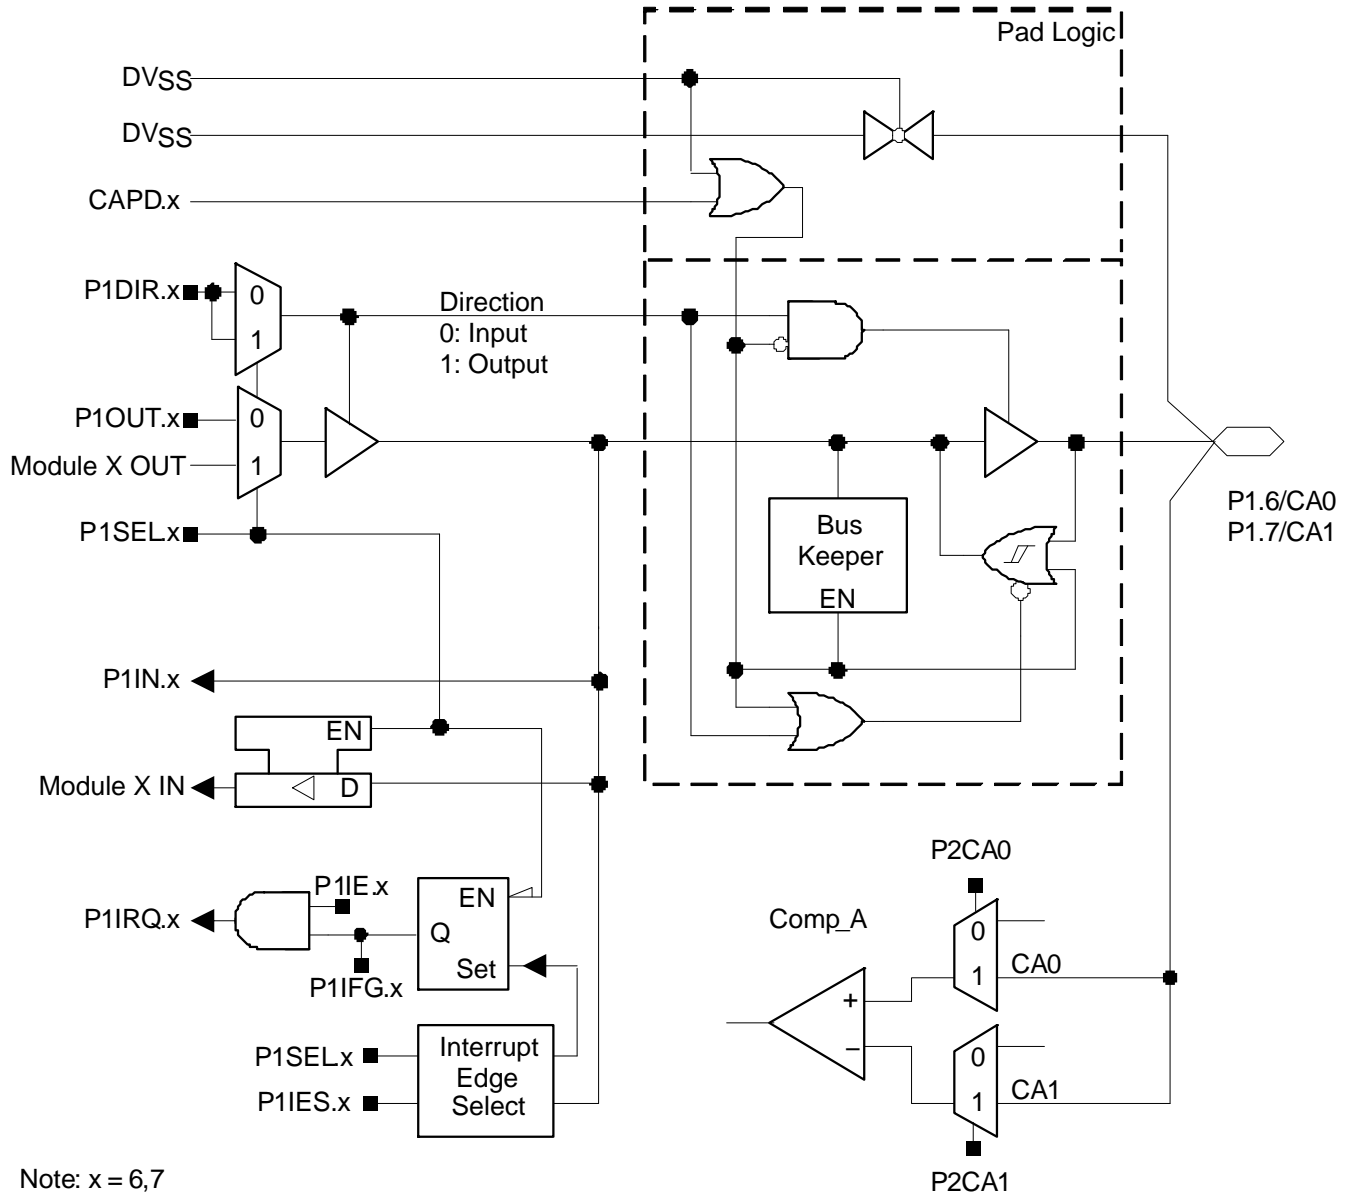 Pad Logic
DVSS
DVSS
CAPD.x
P1DIR.x
0
1
Direction
0: Input
1: Output
P1OUT.x
0
Module X OUT
1
P1SEL.x
P1.6/CA0
P1.7/CA1
Bus
Keeper
EN
P1IN.x
EN
Module X IN
D
P1IE.x
P1IRQ.x
EN
Q
Set
P1IFG.x
P1SEL.x
P1IES.x
Interrupt
Edge
Select
P2CA0
Comp_A
0
1
CA0
+
−
0
1
CA1
P2CA1
Note: x = 6,7